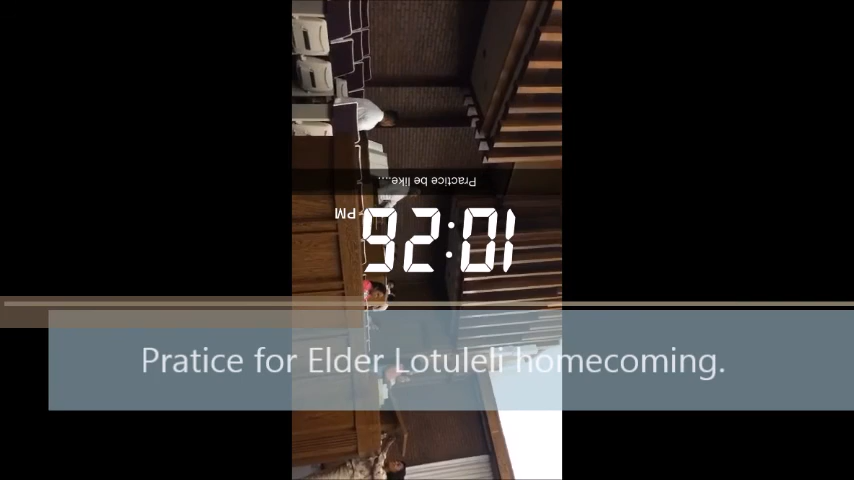 Practice be like....
10:26 PM
Pratice for Elder Lotuleli homecoming.